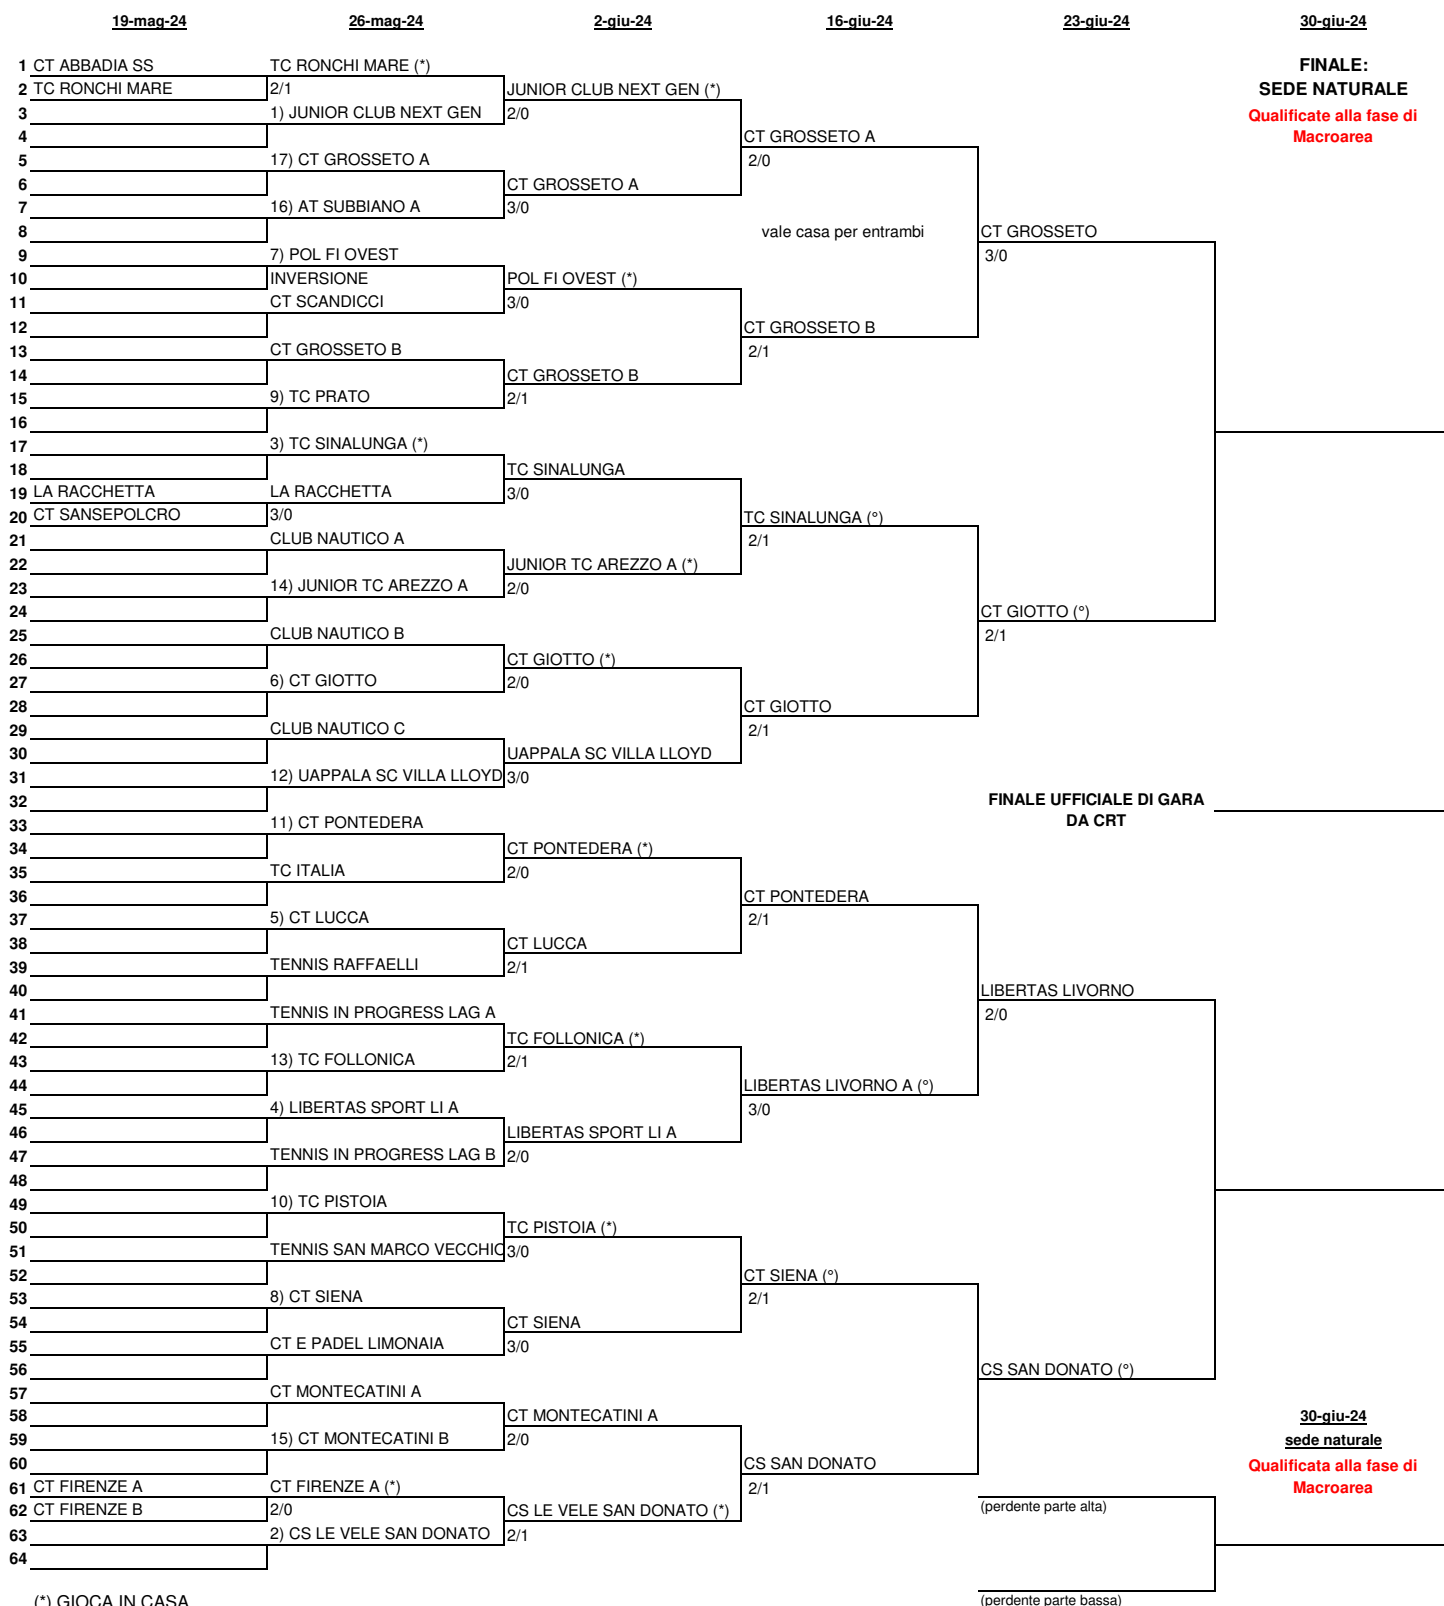 19-mag-24 26-mag-24 2-giu-24 16-giu-24 23-giu-24 30-giu-24
1 CT ABBADIA SS TC RONCHI MARE (*) FINALE:
2 TC RONCHI MARE 2/1 JUNIOR CLUB NEXT GEN (*) SEDE NATURALE
3 1) JUNIOR CLUB NEXT GEN 2/0 Qualificate alla fase di
4 CT GROSSETO A Macroarea
5 17) CT GROSSETO A 2/0
6 CT GROSSETO A
7 16) AT SUBBIANO A 3/0
8 vale casa per entrambi CT GROSSETO
9 7) POL FI OVEST 3/0
10 INVERSIONE POL FI OVEST (*)
11 CT SCANDICCI 3/0
12 CT GROSSETO B
13 CT GROSSETO B 2/1
14 CT GROSSETO B
15 9) TC PRATO 2/1
16
17 3) TC SINALUNGA (*)
18 TC SINALUNGA
19 LA RACCHETTA LA RACCHETTA 3/0
20 CT SANSEPOLCRO 3/0 TC SINALUNGA (°)
21 CLUB NAUTICO A 2/1
22 JUNIOR TC AREZZO A (*)
23 14) JUNIOR TC AREZZO A 2/0
24 CT GIOTTO (°)
25 CLUB NAUTICO B 2/1
26 CT GIOTTO (*)
27 6) CT GIOTTO 2/0
28 CT GIOTTO
29 CLUB NAUTICO C 2/1
30 UAPPALA SC VILLA LLOYD
31 12) UAPPALA SC VILLA LLOYD 3/0
32 FINALE UFFICIALE DI GARA
33 11) CT PONTEDERA DA CRT
34 CT PONTEDERA (*)
35 TC ITALIA 2/0
36 CT PONTEDERA
37 5) CT LUCCA 2/1
38 CT LUCCA
39 TENNIS RAFFAELLI 2/1
40 LIBERTAS LIVORNO
41 TENNIS IN PROGRESS LAG A 2/0
42 TC FOLLONICA (*)
43 13) TC FOLLONICA 2/1
44 LIBERTAS LIVORNO A (°)
45 4) LIBERTAS SPORT LI A 3/0
46 LIBERTAS SPORT LI A
47 TENNIS IN PROGRESS LAG B 2/0
48
49 10) TC PISTOIA
50 TC PISTOIA (*)
51 TENNIS SAN MARCO VECCHIO 3/0
52 CT SIENA (°)
53 8) CT SIENA 2/1
54 CT SIENA
55 CT E PADEL LIMONAIA 3/0
56 CS SAN DONATO (°)
57 CT MONTECATINI A
58 CT MONTECATINI A 30-giu-24
59 15) CT MONTECATINI B 2/0 sede naturale
60 CS SAN DONATO Qualificata alla fase di
61 CT FIRENZE A CT FIRENZE A (*) 2/1 Macroarea
62 CT FIRENZE B 2/0 CS LE VELE SAN DONATO (*) (perdente parte alta)
63 2) CS LE VELE SAN DONATO 2/1
64
(*) GIOCA IN CASA (perdente parte bassa)